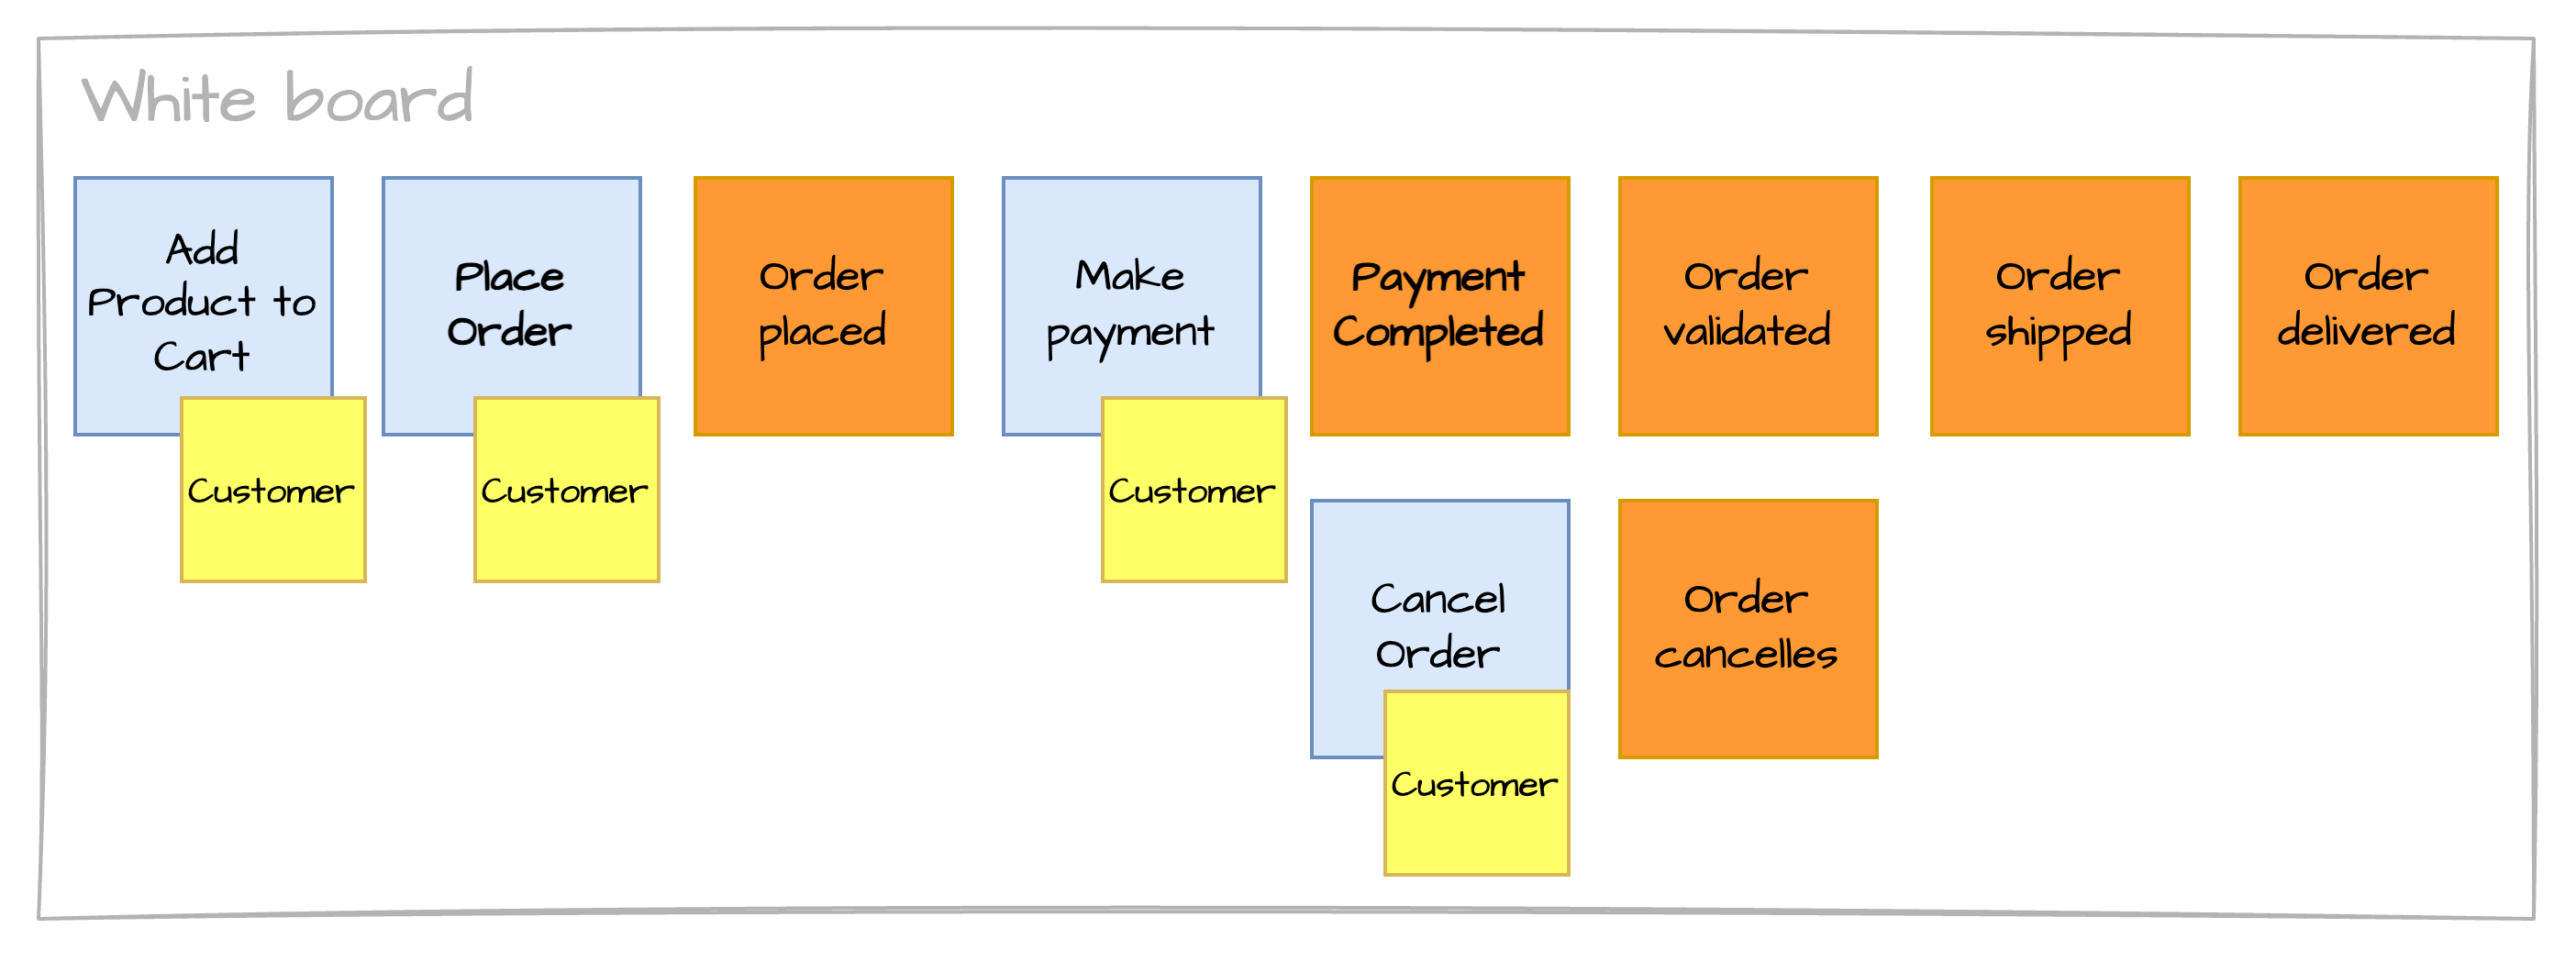 White board
Add
Product to
Cart
Customer
Place
Order
Customer
Order
placed
Make
payment
Customer
Payment
Completed
Order
validated
Order
shipped
Order
delivered
Cancel
Order
Customer
Order
cancelles